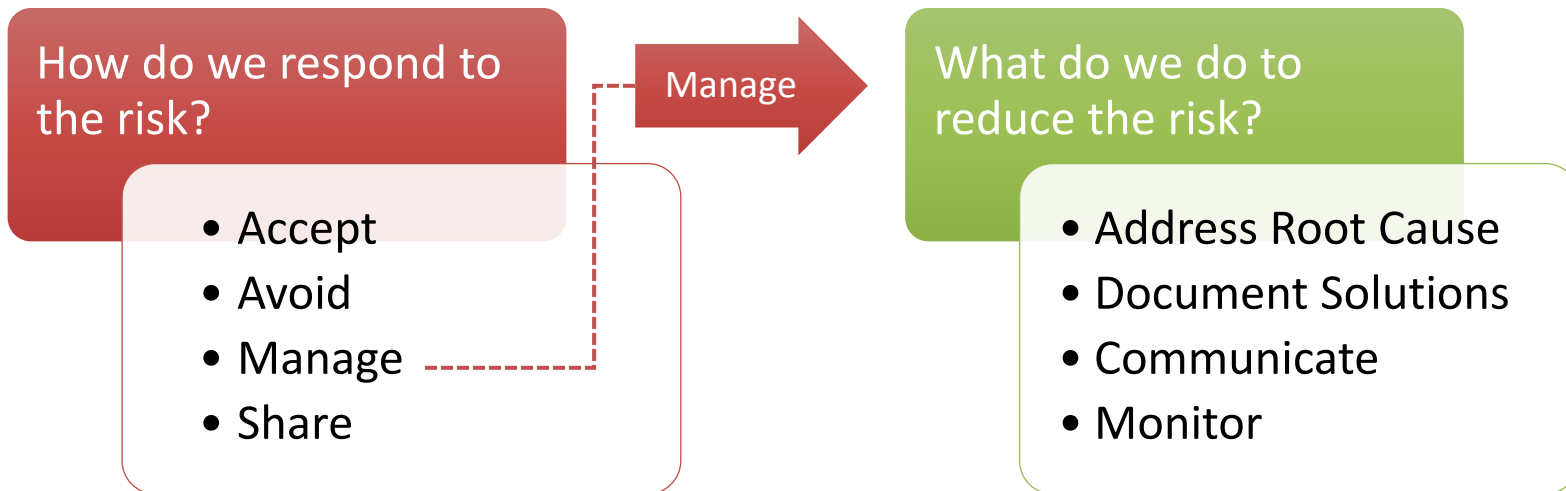 How do we respond to
the risk?
• Accept
• Avoid
• Manage
• Share
Manage
What do we do to
reduce the risk?
• Address Root Cause
• Document Solutions
• Communicate
• Monitor